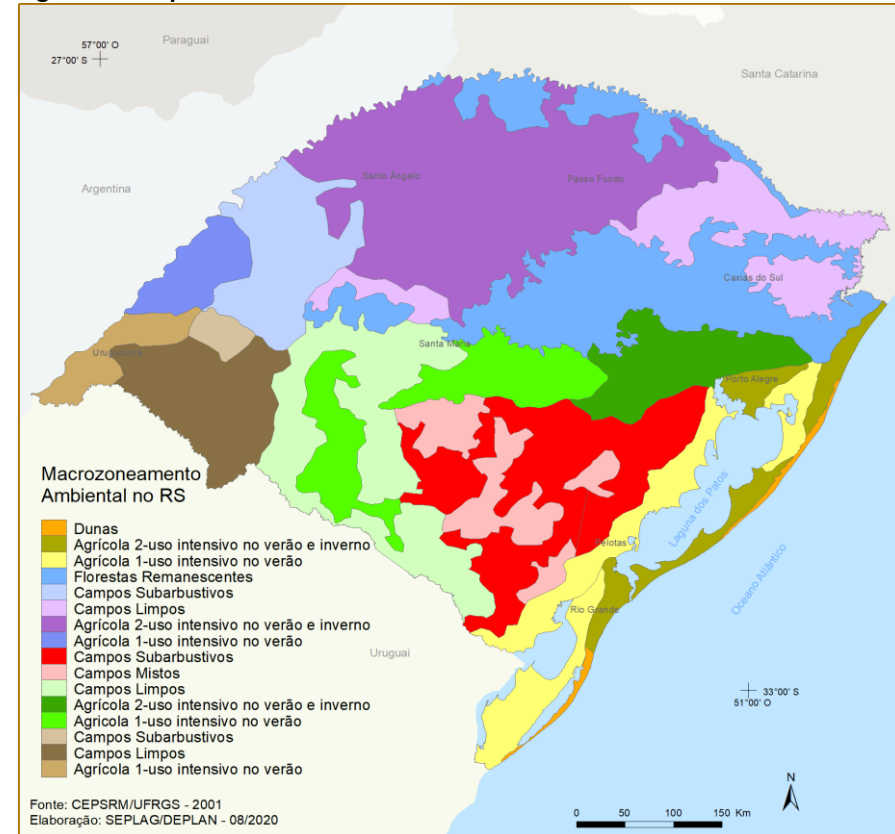 Paraguai
57°00' O
27°00' S
Santa Catarina
Argentina
Santo Ângelo
Passo Fundo
Caxias do Sul
Uruguaiana
Santa Maria
Porto Alegre
Laguna dos Patos
Pelotas
Oceano Atlântico
Rio Grande
Uruguai
33°00' S
51°00' O
Macrozoneamento
Ambiental no RS
Dunas
Agrícola 2-uso intensivo no verão e inverno
Agrícola 1-uso intensivo no verão
Florestas Remanescentes
Campos Subarbustivos
Campos Limpos
Agrícola 2-uso intensivo no verão e inverno
Agrícola 1-uso intensivo no verão
Campos Subarbustivos
Campos Mistos
Campos Limpos
Agrícola 2-uso intensivo no verão e inverno
Agricola 1-uso intensivo no verão
Campos Subarbustivos
Campos Limpos
Agrícola 1-uso intensivo no verão
Fonte: CEPSRM/UFRGS - 2001
Elaboração: SEPLAG/DEPLAN - 08/2020
0 50 100 150 Km
N